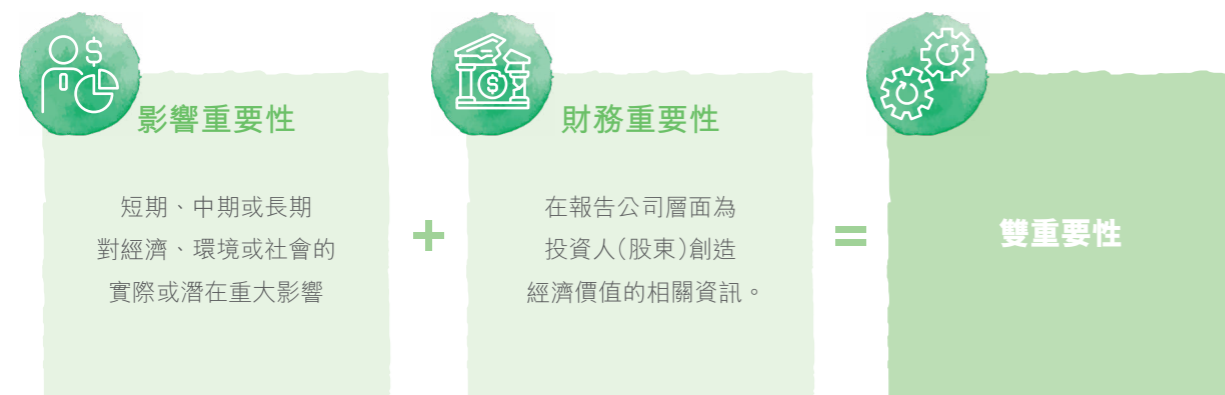 影響重要性
短期、中期或長期
對經濟、環境或社會的
實際或潛在重大影響
+
財務重要性
在報告公司層面為
投資人(股東)創造
經濟價值的相關資訊。
=
雙重要性